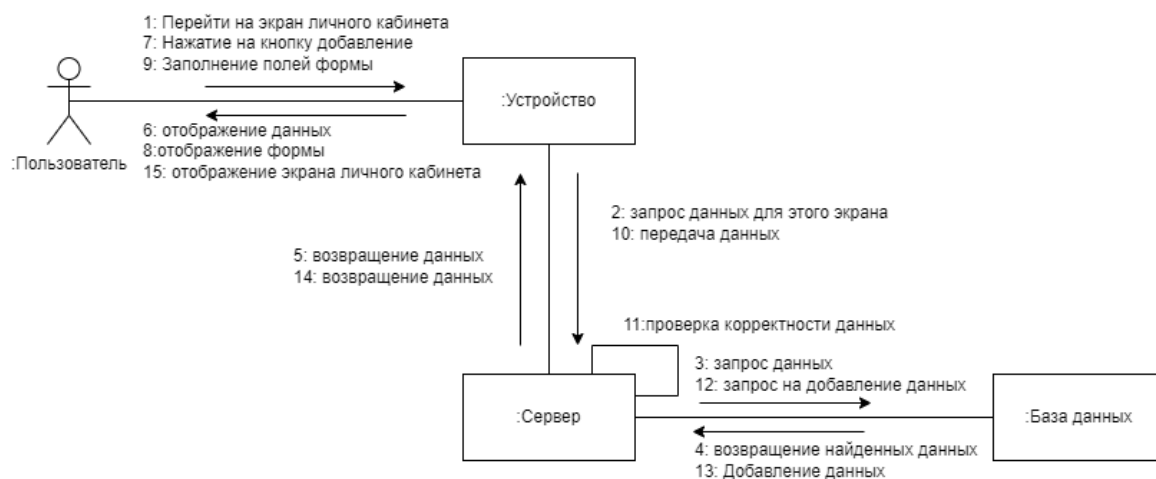 1: Перейти на экран личного кабинета
7: Нажатие на кнопку добавление
9: Заполнение полей формы
:Устройство
:Пользователь
6: отображение данных
8:отображение формы
15: отображение экрана личного кабинета
2: запрос данных для этого экрана
10: передача данных
5: возвращение данных
14: возвращение данных
11:проверка корректности данных
3: запрос данных
12: запрос на добавление данных
:Сервер
:База данных
4: возвращение найденных данных
13: Добавление данных